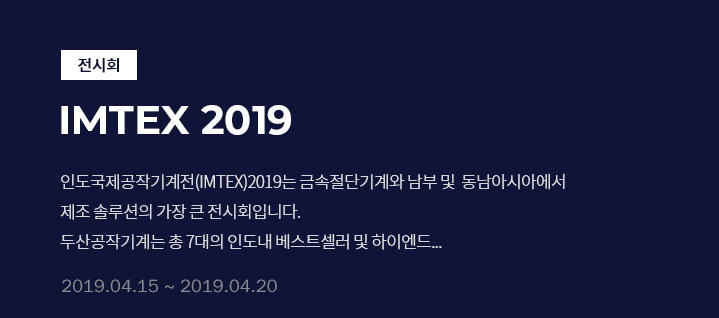 전시회
IMTEX 2019
인도국제공작기계전(IMTEX)2019는 금속절단기계와 남부 및 동남아시아에서
제조 솔루션의 가장 큰 전시회입니다.
두산공작기계는 총 7대의 인도내 베스트셀러 및 하이엔드...
2019.04.15 ~ 2019.04.20